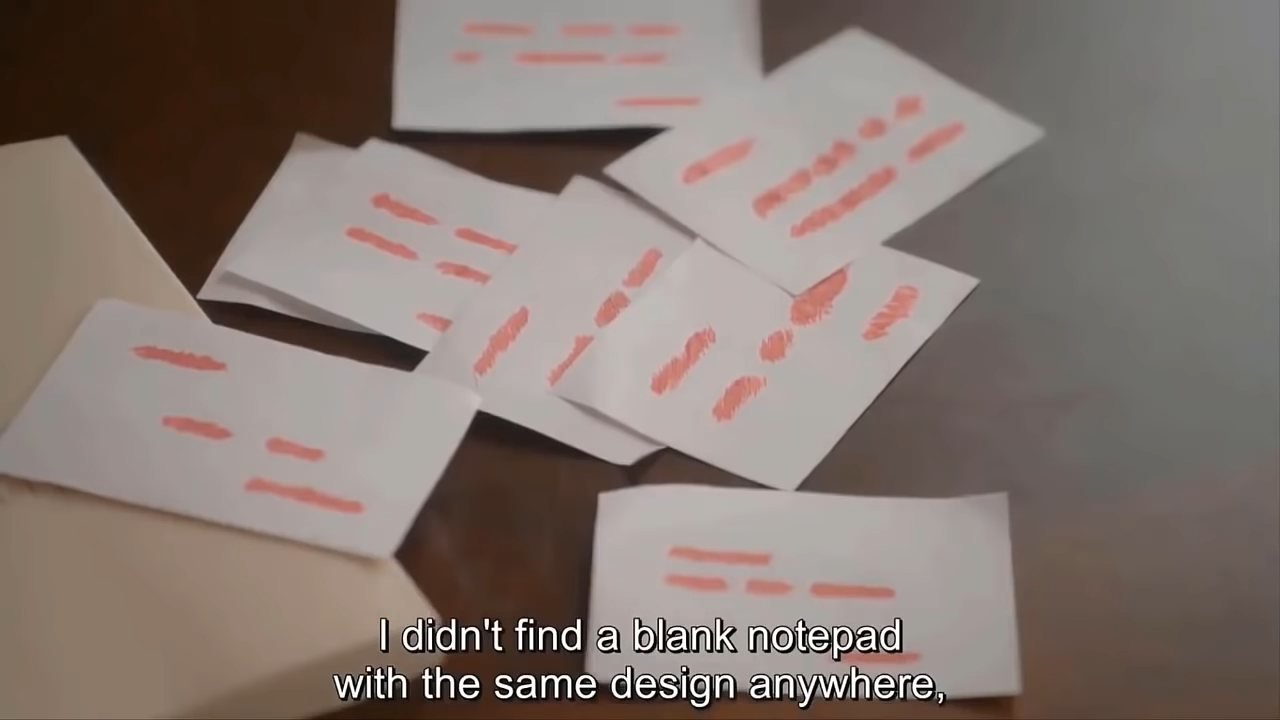 I didn't find a blank notepad
with the same design anywhere,